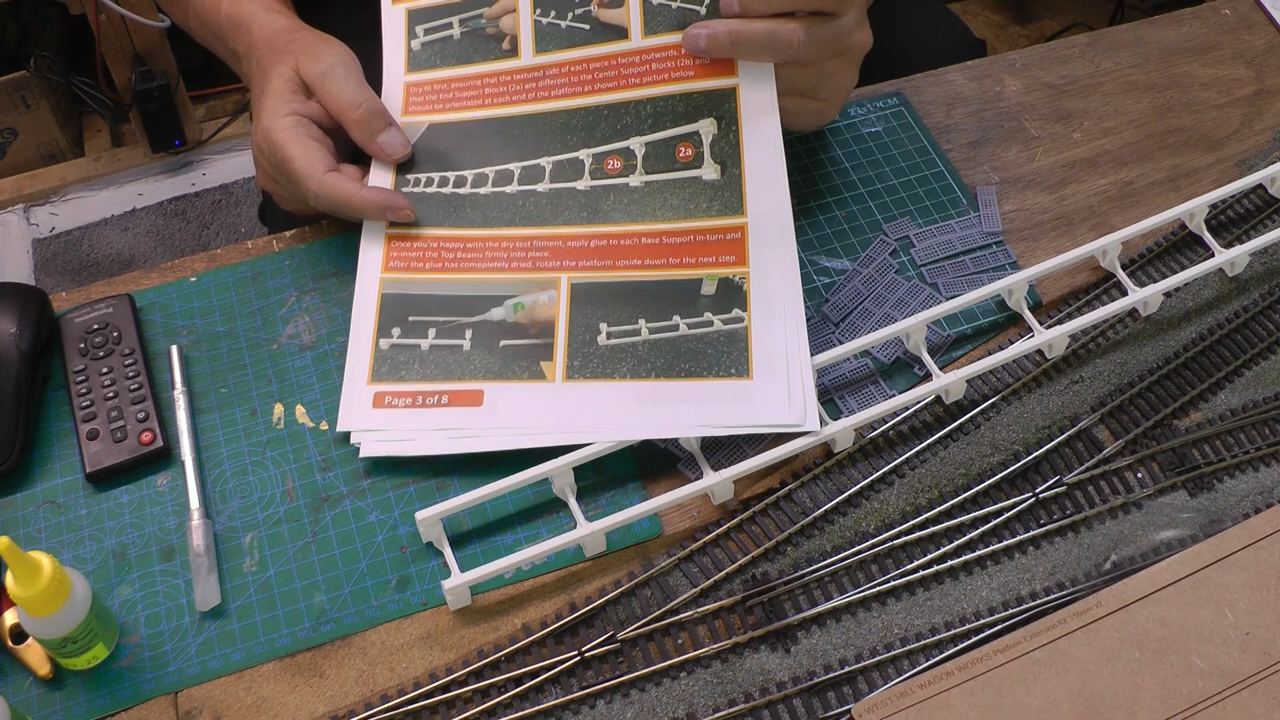 Dry fit first, ensuring that the textured side of each piece is facing outwards.
that the End Support Blocks (2a) are different to the Center Support Blocks (2b) and
should be orientated at each end of the platform as shown in the picture below
2b
2a
Once you're happy with the dry test fitment, apply glue to each Base Support in-turn and
re-insert the Top Beams firmly into place.
After the glue has comepletely dried, rotate the platform upside down for the next step.
Page 3 of 8
WEST HILL WAGON WORKS Platform Extension Kit 316mm V2